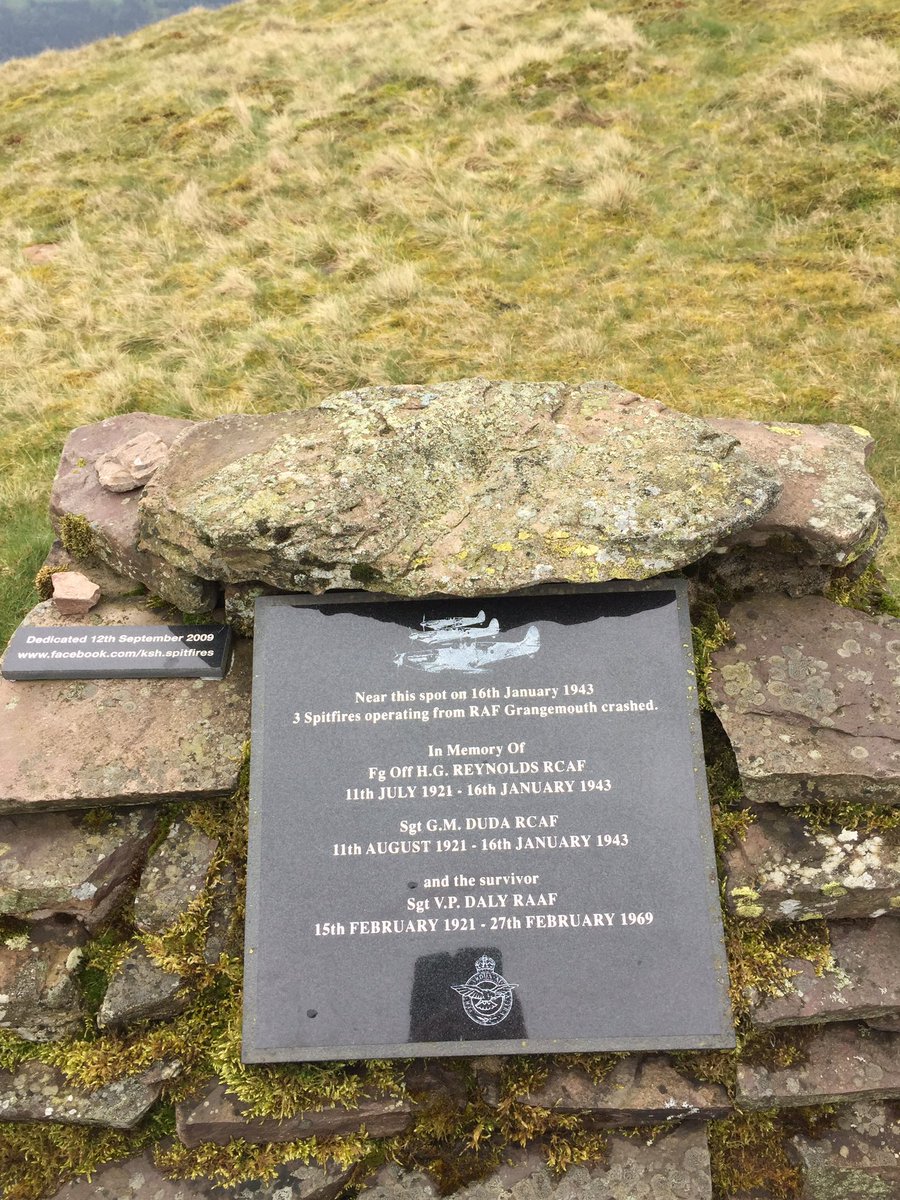 Dedicated 12th September 2009
www.facebook.com/ksh.spitfires
Near this spot on 16th January 1943
3 Spitfires operating from RAF Grangemouth crashed.
In Memory Of
Fg Off H.G. REYNOLDS RCAF
11th JULY 1921 - 16th JANUARY 1943
Sgt G.M. DUDA RCAF
11th AUGUST 1921 - 16th JANUARY 1943
and the survivor
Sgt V.P. DALY RAAF
15th FEBRUARY 1921 - 27th FEBRUARY 1969